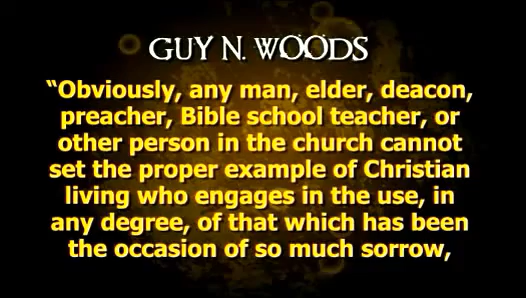 GUY N. WOODS
“Obviously, any man, elder, deacon,
preacher, Bible school teacher, or
other person in the church cannot
set the proper example of Christian
living who engages in the use, in
any degree, of that which has been
the occasion of so much sorrow,